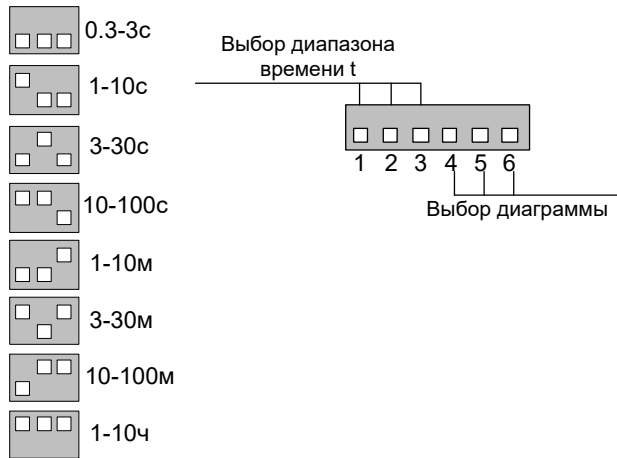 0.3-3с
1-10с
3-30с
10-100с
1-10м
3-30м
10-100м
1-10ч
Выбор диапазона
времени t
1 2 3 4 5 6
Выбор диаграммы